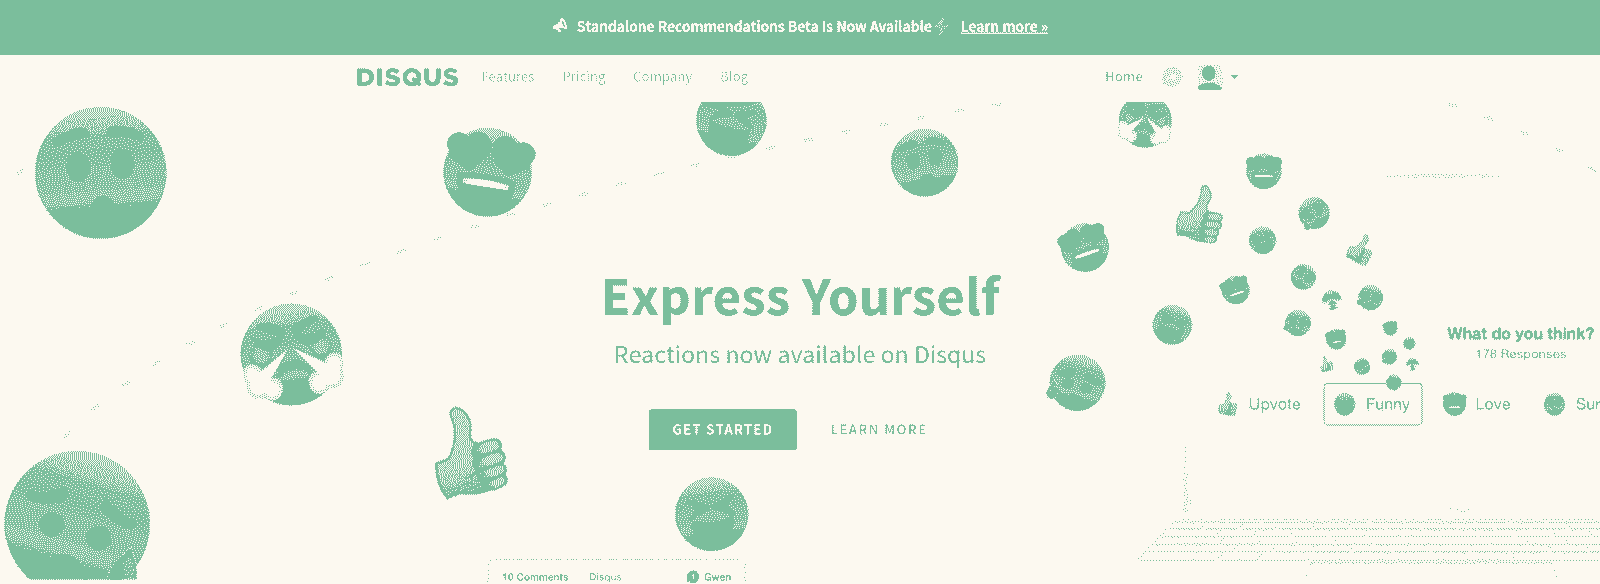 Standalone Recommendations Beta Is Now Available Learn more »
DISQUS Features Pricing Company Blog Home
Express Yourself
Reactions now available on Disqus
GET STARTED LEARN MORE
What do you think?
178 Responses
Upvote Funny Love Sur
10 Comments Disqus 1 Gwen